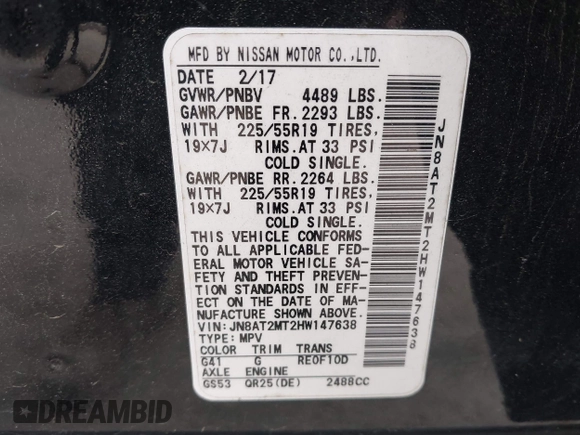 MFD BY NISSAN MOTOR CO.,LTD.
DATE 2/17
GVWR/PNBV 4489 LBS.
GAWR/PNBE FR. 2293 LBS.
WITH 225/55R19 TIRES,
19×7J RIMS.AT 33 PSI
COLD SINGLE.
GAWR/PNBE RR. 2264 LBS.
WITH 225/55R19 TIRES,
19×7J RIMS.AT 33 PSI
COLD SINGLE.
THIS VEHICLE CONFORMS
TO ALL APPLICABLE FED-
ERAL MOTOR VEHICLE SA-
FETY AND THEFT PREVEN-
TION STANDARDS IN EFF-
ECT ON THE DATE OF MA-
NUFACTURE SHOWN ABOVE.
VIN: JN8AT2MT2HW147638
TYPE: MPV
COLOR TRIM TRANS
G41 G RE0F10D
AXLE ENGINE
GS53 QR25(DE) 2488CC
JN8AT2MT2HW147638
DREAMBID